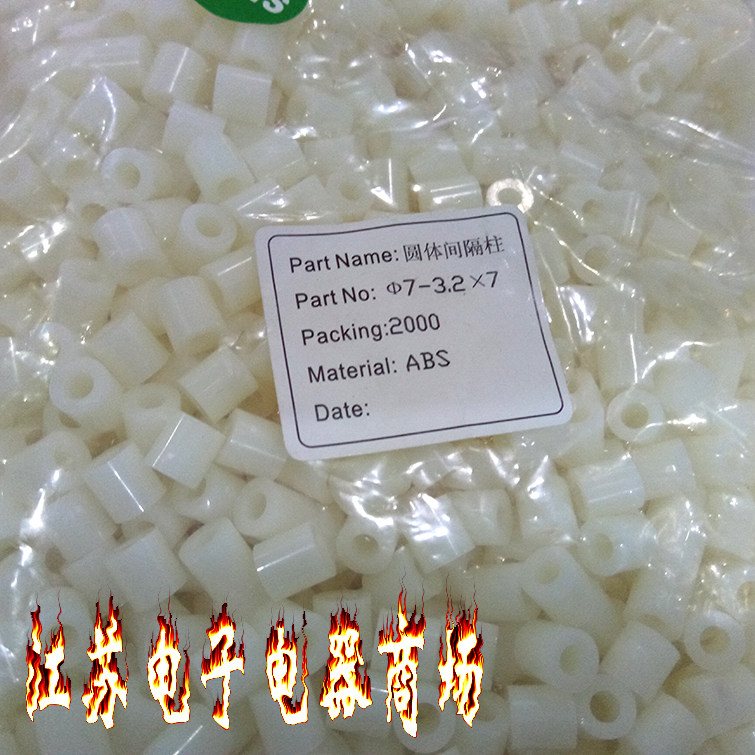 Part Name: 圆体间隔柱
Part No: Φ7-3.2×7
Packing:2000
Material: ABS
Date:
江苏电子电器商场